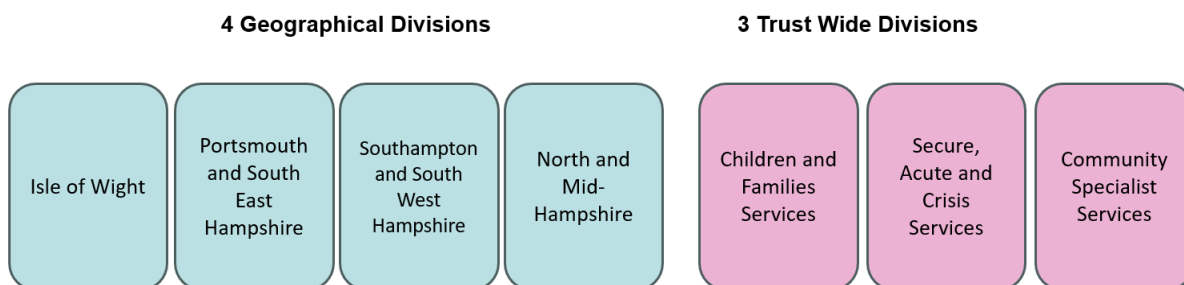 4 Geographical Divisions
3 Trust Wide Divisions
Isle of Wight
Portsmouth
and South
East
Hampshire
Southampton
and South
West
Hampshire
North and
Mid-
Hampshire
Children and
Families
Services
Secure,
Acute and
Crisis
Services
Community
Specialist
Services